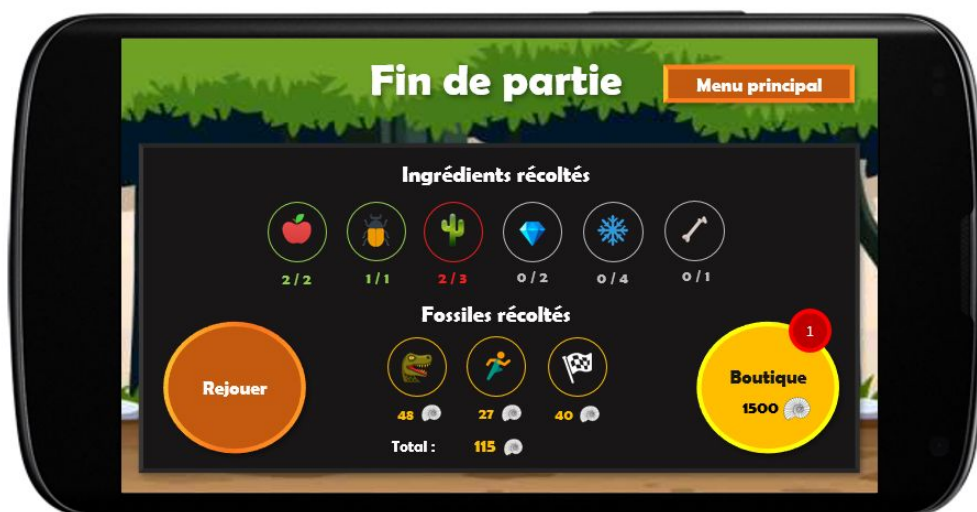 Fin de partie
Menu principal
Ingrédients récoltés
2 / 2
1 / 1
2 / 3
0 / 2
0 / 4
0 / 1
Fossiles récoltés
Rejouer
1
Boutique
1500
48
27
40
Total :
115